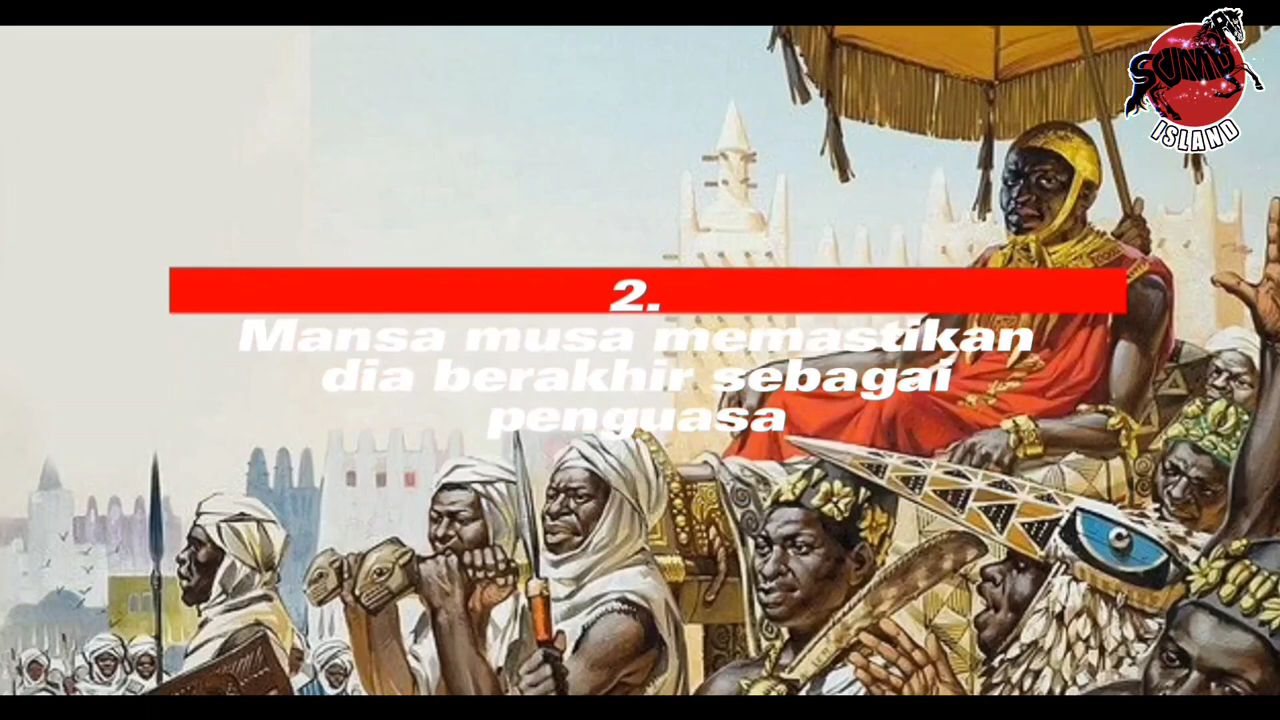 SUMU
ISLAND
2.
Mansa musa memastikan
dia berakhir sebagai
penguasa